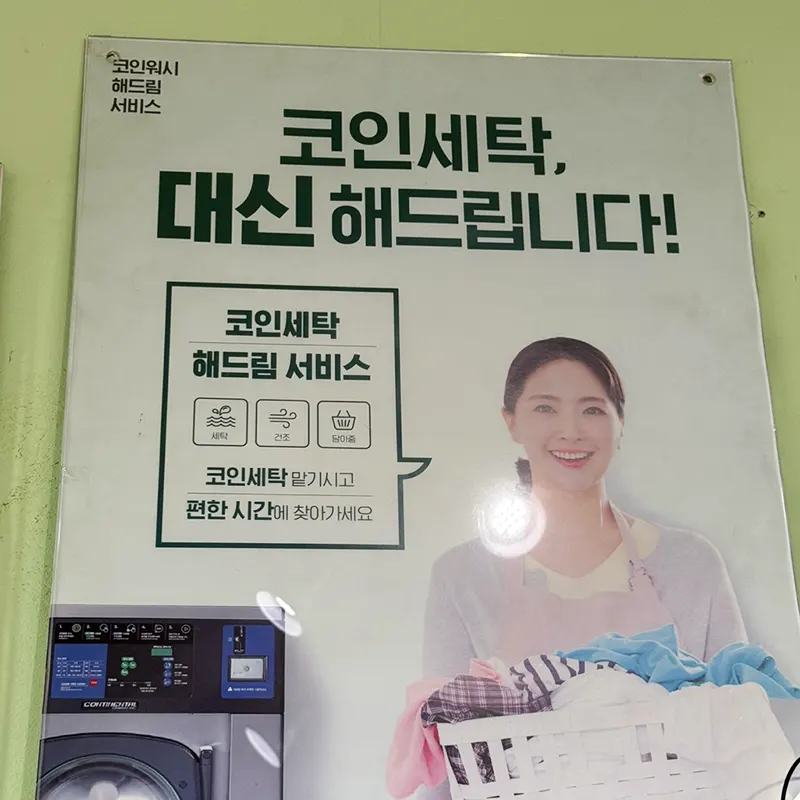 코인워시
해드림
서비스
코인세탁,
대신 해드립니다!
코인세탁
해드림 서비스
세탁
건조
담아줌
코인세탁 맡기시고
편한 시간에 찾아가세요
CONTINENTAL